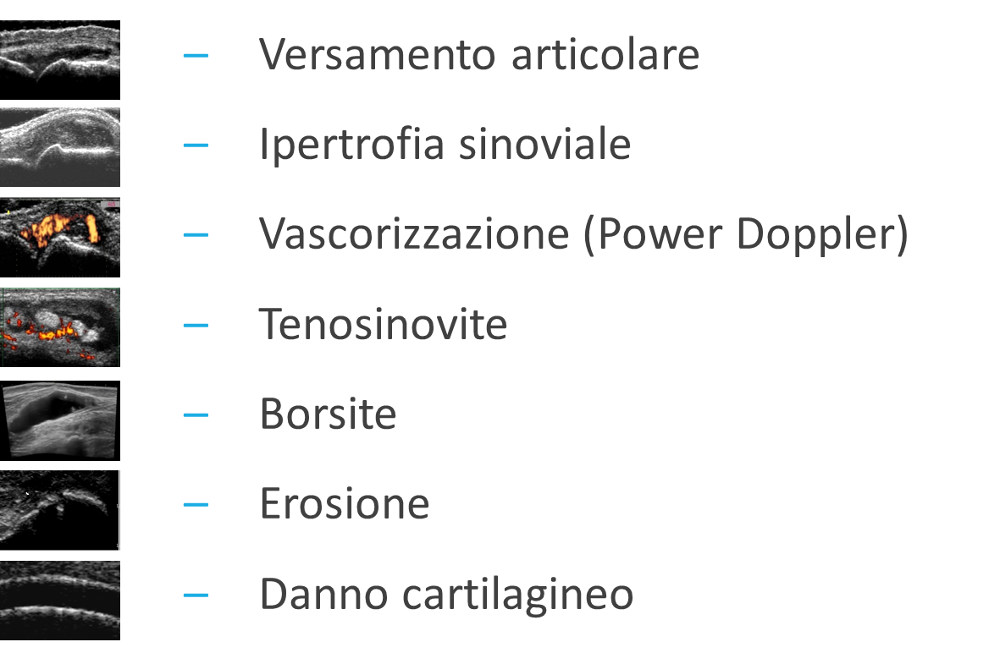 – Versamento articolare
– Ipertrofia sinoviale
– Vascorizzazione (Power Doppler)
– Tenosinovite
– Borsite
– Erosione
– Danno cartilagineo